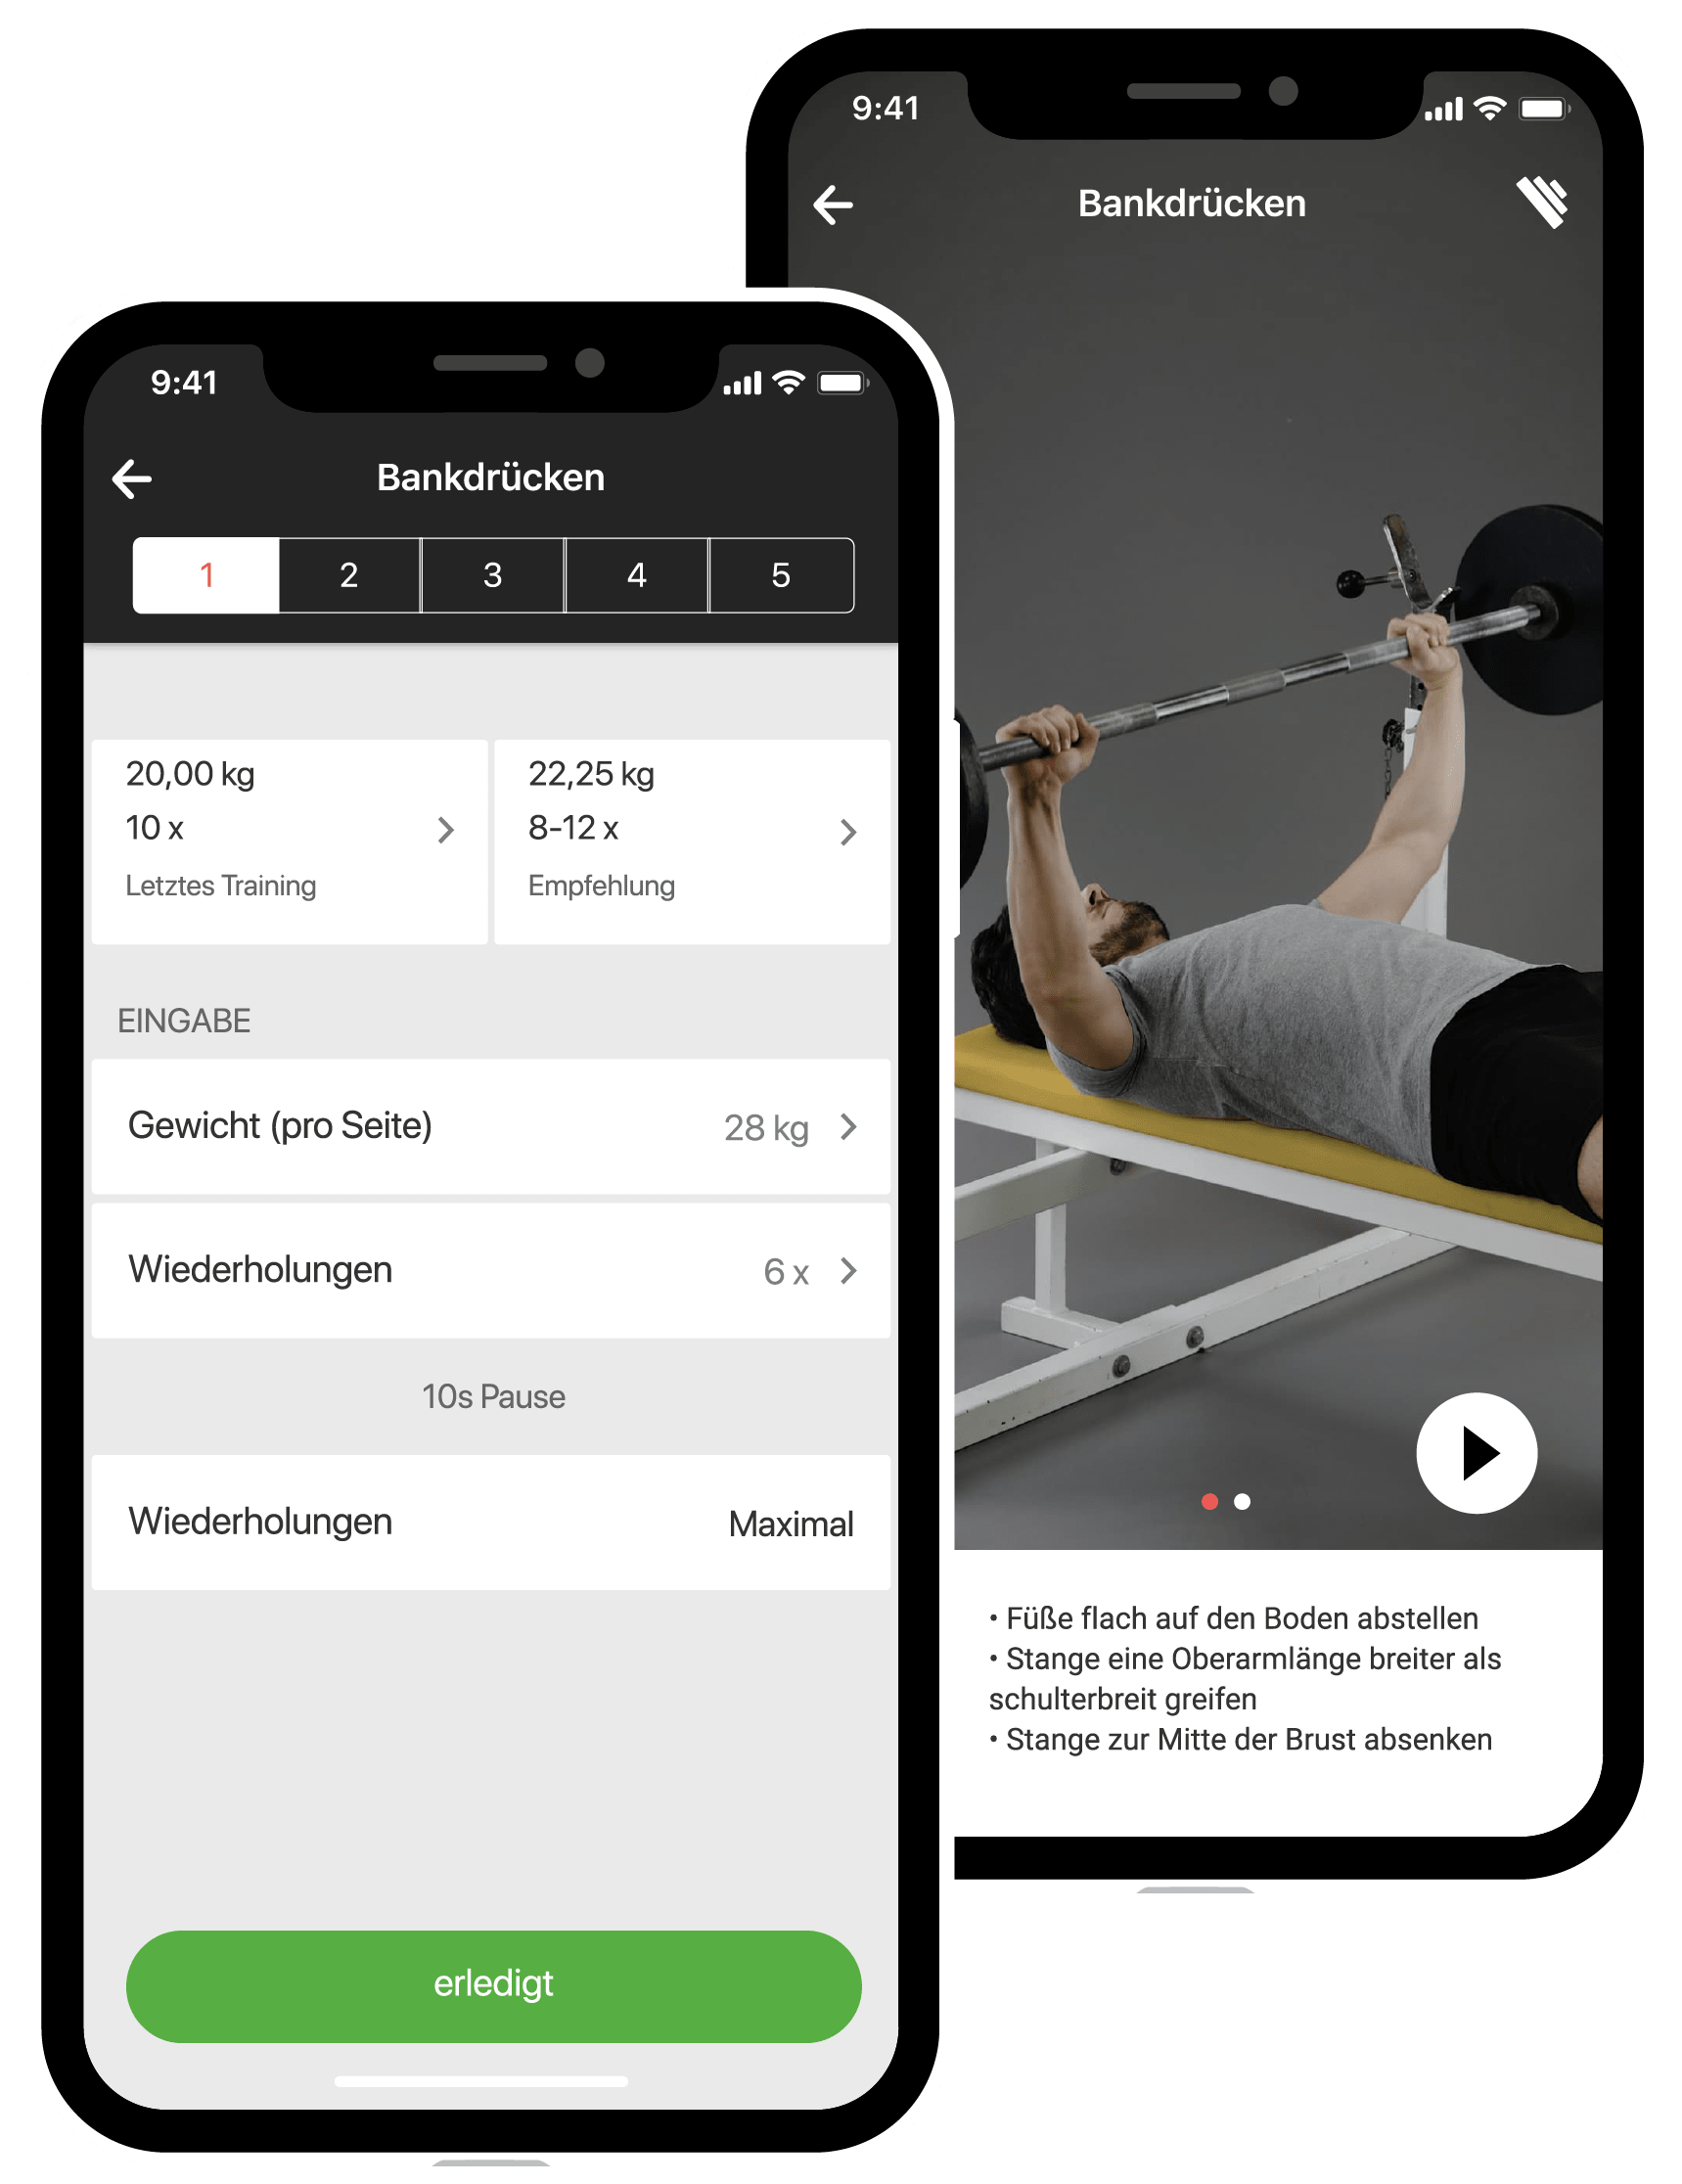 9:41
Bankdrücken
1 2 3 4 5
20,00 kg
10 x
Letztes Training
22,25 kg
8-12 x
Empfehlung
EINGABE
Gewicht (pro Seite) 28 kg
Wiederholungen 6 x
10s Pause
Wiederholungen Maximal
erledigt
9:41
Bankdrücken
• Füße flach auf den Boden abstellen
• Stange eine Oberarmlänge breiter als
schulterbreit greifen
• Stange zur Mitte der Brust absenken